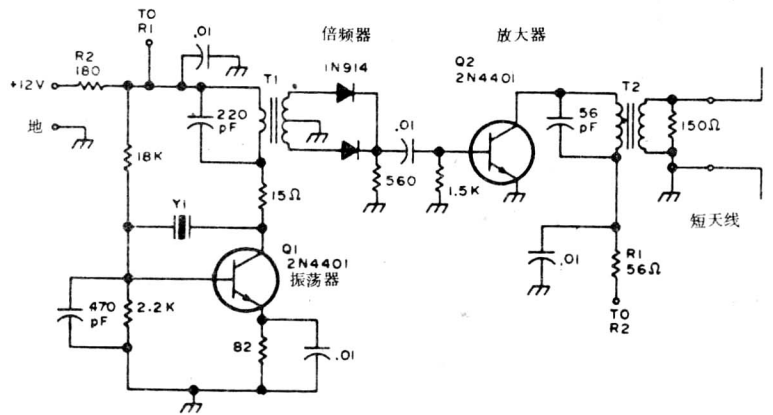 TO
R1
.01
R2
180
+12V
地
倍频器
放大器
T1
1N914
220
pF
.01
Q2
2N4401
56
pF
T2
150Ω
18K
15Ω
560
1.5K
短天线
Y1
Q1
2N4401
振荡器
.01
R1
56Ω
TO
R2
470
pF
2.2K
82
.01